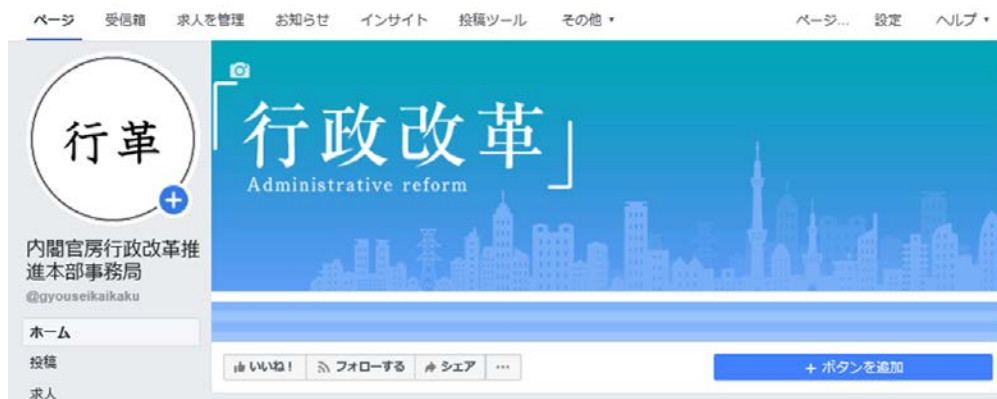 ページ 受信箱 求人を管理 お知らせ インサイト 投稿ツール その他 ページ... 設定 ヘルプ
行革
「行政改革」
Administrative reform
内閣官房行政改革推
進本部事務局
@gyouseikaikaku
ホーム
投稿
求人
いいね! フォローする シェア ... + ボタンを追加